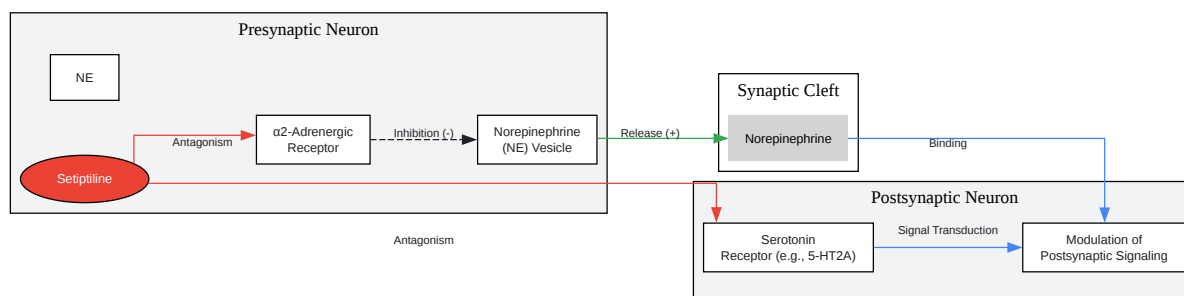 Presynaptic Neuron
NE
Synaptic Cleft
α2-Adrenergic
Receptor
Inhibition (-)
Norepinephrine
(NE) Vesicle
Release (+)
Norepinephrine
Binding
Antagonism
Setiptiline
Postsynaptic Neuron
Antagonism
Serotonin
Receptor (e.g., 5-HT2A)
Signal Transduction
Modulation of
Postsynaptic Signaling